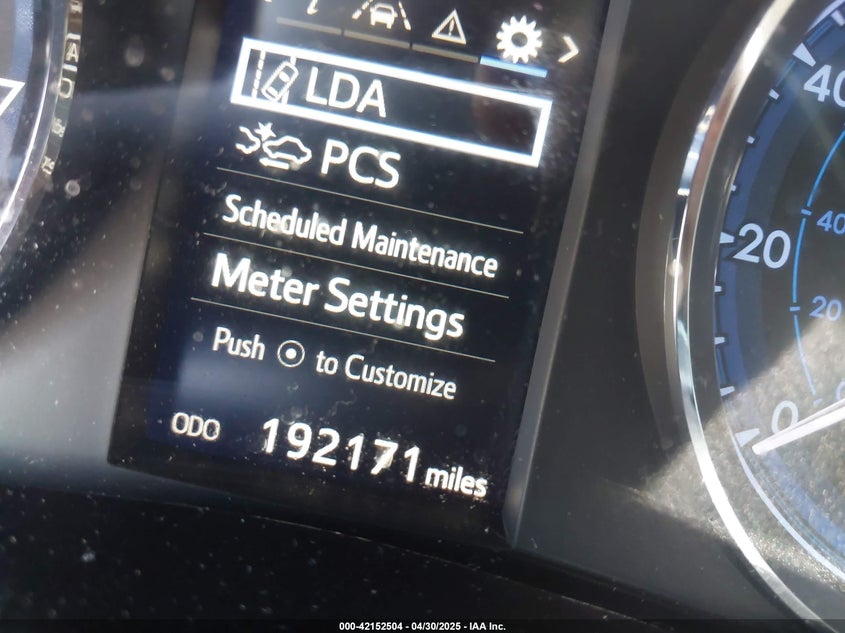 i
LDA
PCS
Scheduled Maintenance
Meter Settings
Push to Customize
ODO 192171 miles
40
40
20
20
0
000-42152504 - 04/30/2025 - IAA Inc.